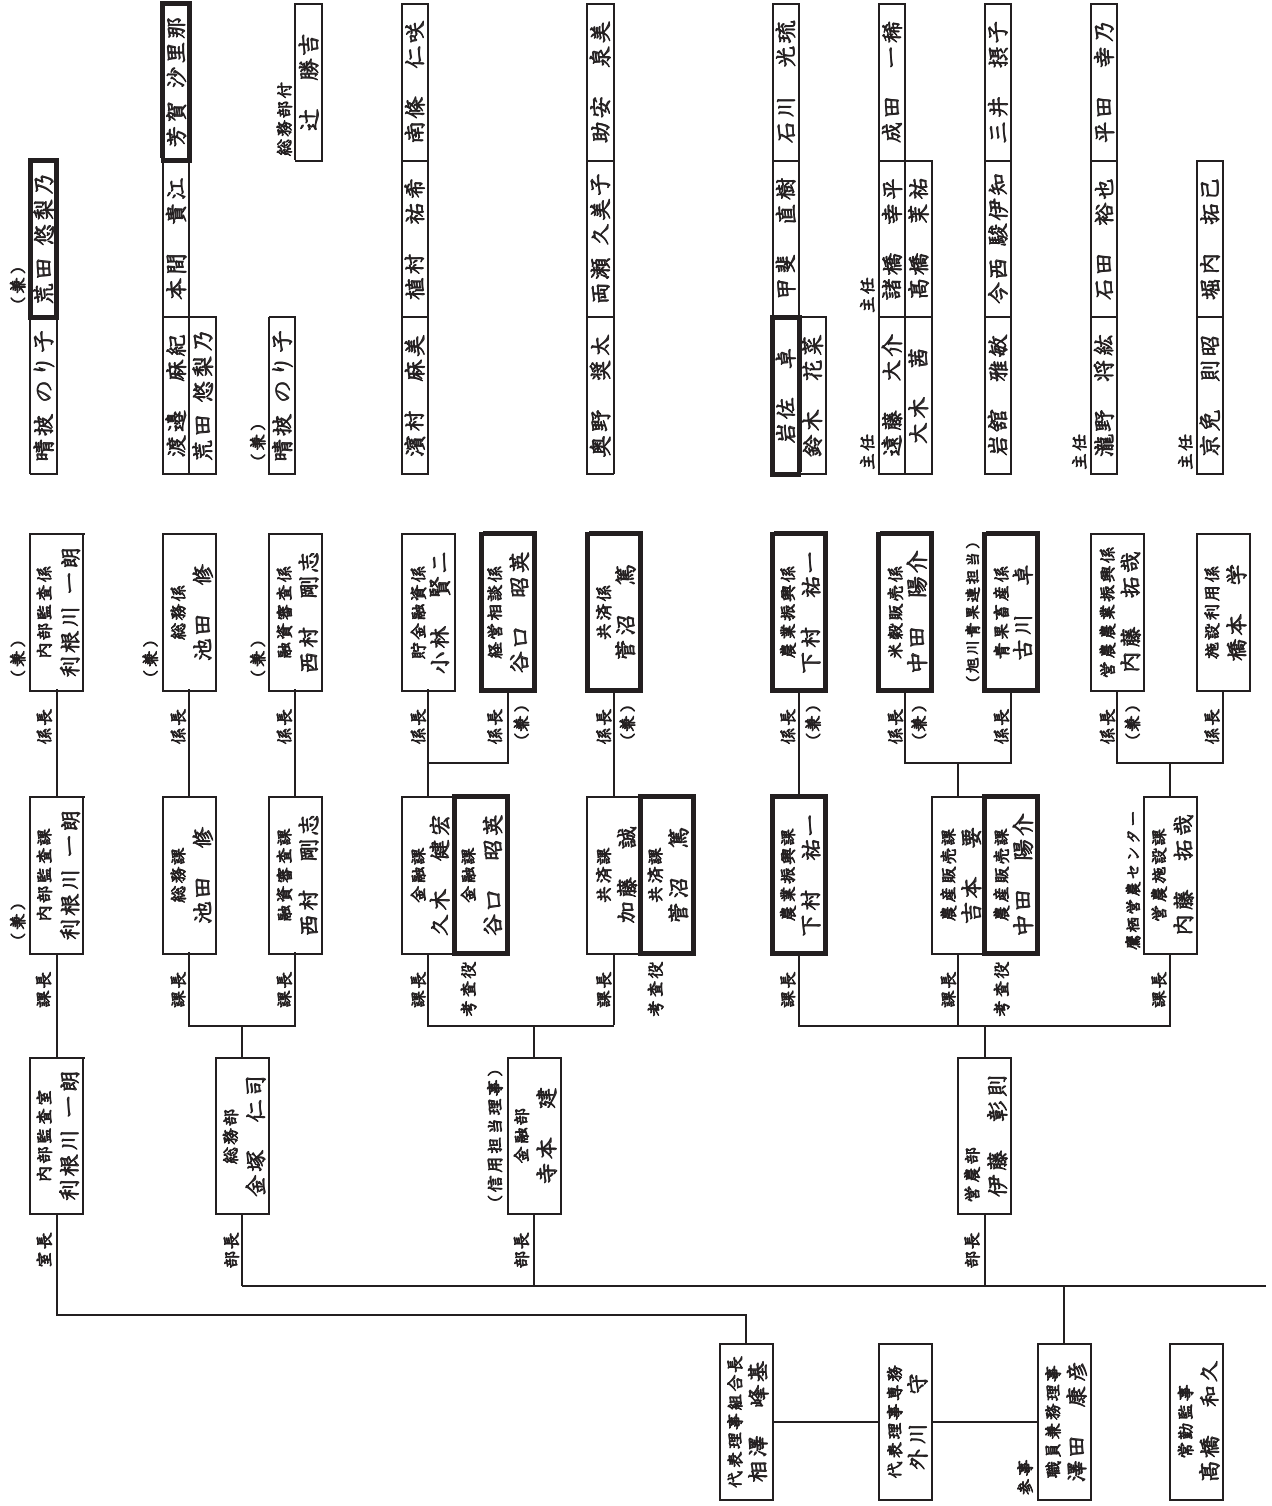 代表理事組合長
相澤 峰基
代表理事専務
外川 守
参事
職員兼務理事
澤田 康彦
常勤監事
髙橋 和久
室長
内部監査室
利根川 一朗
課長
（兼）
内部監査課
利根川 一朗
係長
（兼）
内部監査係
利根川 一朗
晴披 のり子
（兼）
荒田 悠梨乃
部長
総務部
金塚 仁司
課長
総務課
池田 修
係長
（兼）
総務係
池田 修
渡邉 麻紀
本間 貴江
芳賀 沙里那
荒田 悠梨乃
課長
融資審査課
西村 剛志
係長
（兼）
融資審査係
西村 剛志
（兼）
晴披 のり子
総務部付
辻 勝吉
部長
（信用担当理事）
金融部
寺本 建
課長
金融課
久木 健宏
考査役
金融課
谷口 昭英
係長
貯金融資係
小林 賢二
濱村 麻美
植村 祐希
南條 仁咲
係長
（兼）
経営相談係
谷口 昭英
課長
共済課
加藤 誠
考査役
共済課
菅沼 篤
係長
（兼）
共済係
菅沼 篤
奥野 奨太
両瀬 久美子
助安 泉美
部長
営農部
伊藤 彰則
課長
農業振興課
下村 祐一
係長
（兼）
農業振興係
下村 祐一
岩佐 卓
甲斐 直樹
石川 光琉
鈴木 花菜
課長
農産販売課
吉本 要
考査役
農産販売課
中田 陽介
係長
（兼）
米穀販売係
中田 陽介
主任
遠藤 大介
主任
諸橋 幸平
成田 一稀
大木 茜
髙橋 茉祐
係長
（旭川青果連担当）
青果畜産係
古川 卓
岩舘 雅敏
今西 駿伊知
三井 摂子
課長
鷹栖営農センター
営農施設課
内藤 拓哉
係長
（兼）
営農農業振興係
内藤 拓哉
主任
瀧野 将紘
石田 裕也
平田 幸乃
係長
施設利用係
橋本 学
主任
京免 則昭
堀内 拓己